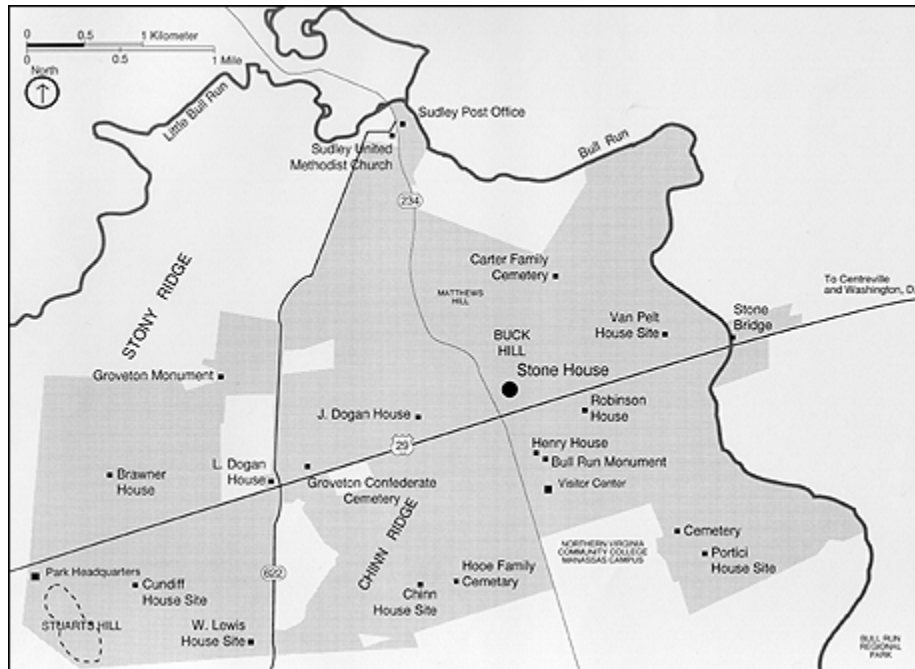 0 0.5 1 Kilometer
0 0.5 1 Mile
North
↑
Little Bull Run
Sudley Post Office
Sudley United
Methodist Church
Bull Run
234
Carter Family
Cemetery
MATTHEWS
HILL
To Centreville
and Washington, D.
STONY RIDGE
Van Pelt
House Site
Stone
Bridge
BUCK
HILL
Stone House
Groveton Monument
Robinson
House
J. Dogan House
29
Henry House
Bull Run Monument
Visitor Center
Brawner
House
L. Dogan
House
Groveton Confederate
Cemetery
CHINN RIDGE
Cemetery
NORTHERN VIRGINIA
COMMUNITY COLLEGE
MANASSAS CAMPUS
Portici
House Site
Hooe Family
Cemetary
Park Headquarters
622
Cundiff
House Site
Chinn
House Site
STUART'S HILL
W. Lewis
House Site
BULL RUN
REGIONAL
PARK